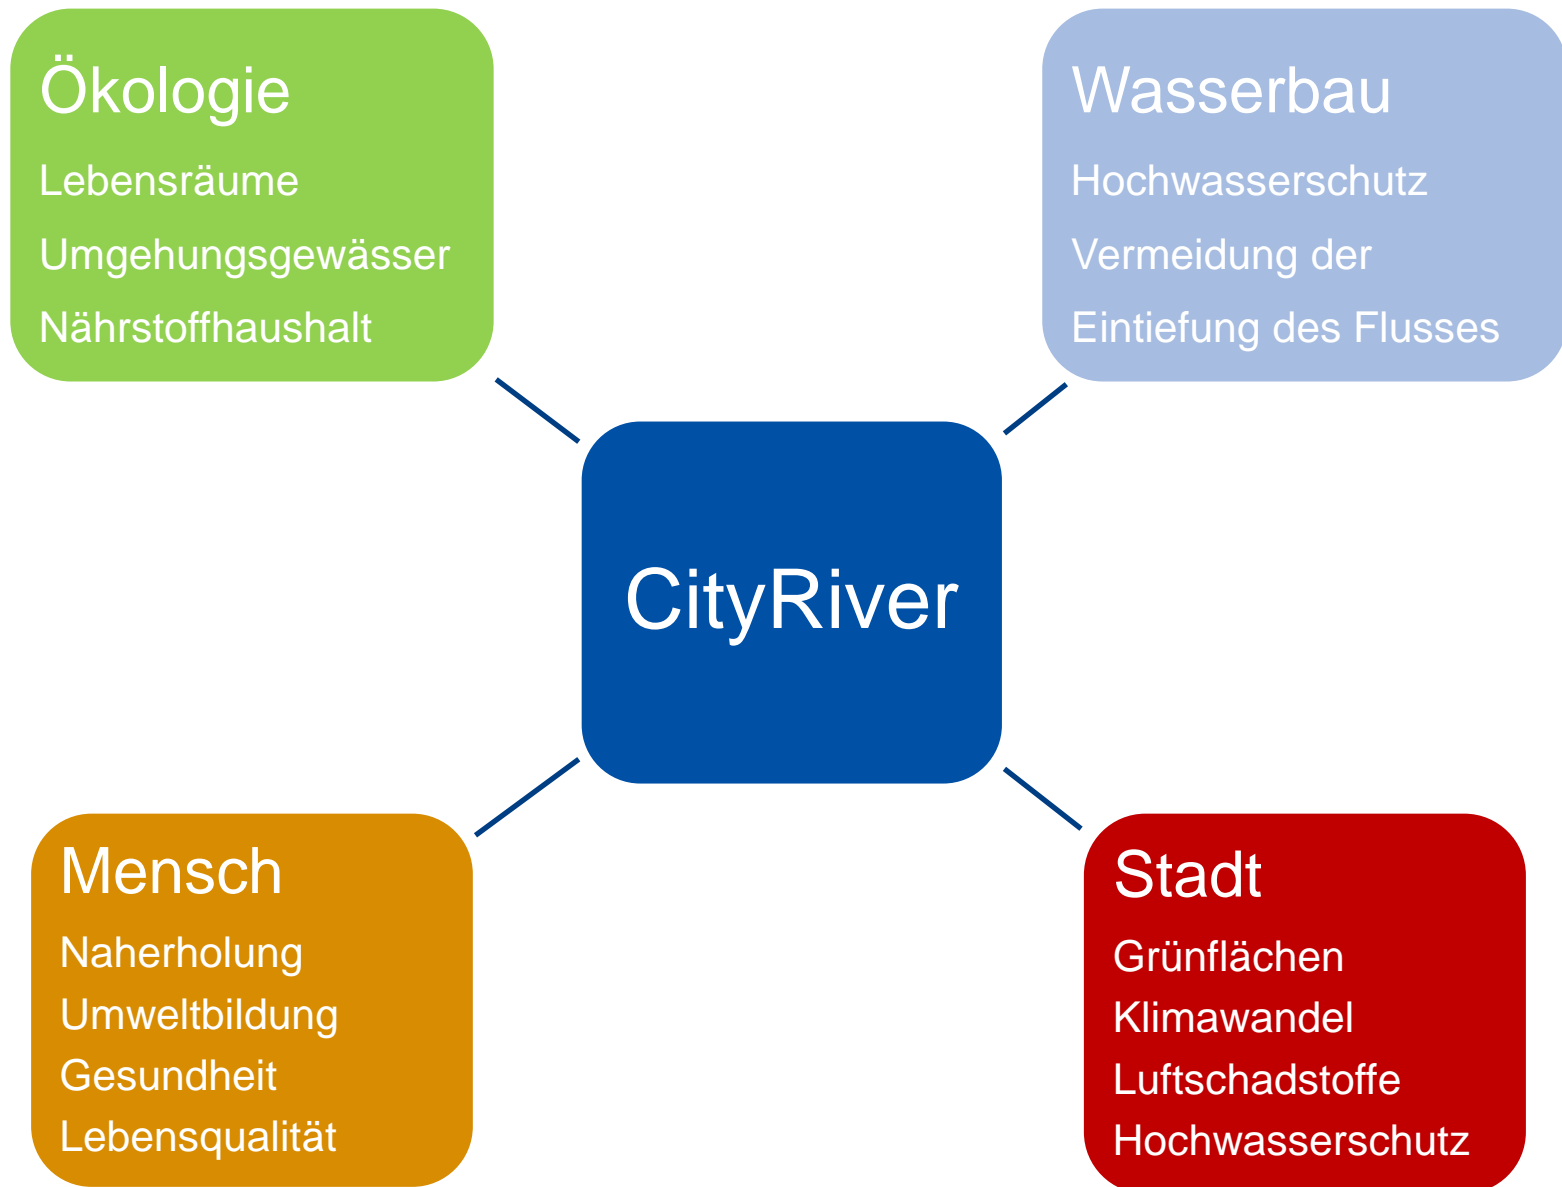 Ökologie
Lebensräume
Umgehungsgewässer
Nährstoffhaushalt
Wasserbau
Hochwasserschutz
Vermeidung der
Eintiefung des Flusses
CityRiver
Mensch
Naherholung
Umweltbildung
Gesundheit
Lebensqualität
Stadt
Grünflächen
Klimawandel
Luftschadstoffe
Hochwasserschutz